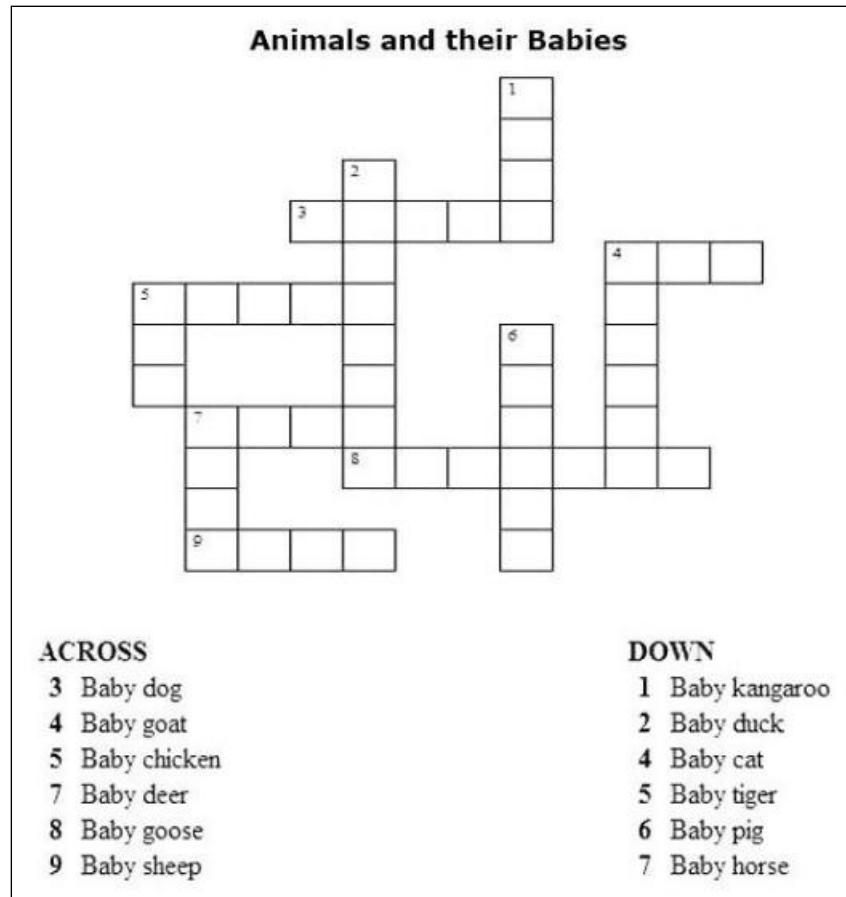 Animals and their Babies
1
2
3
4
5
6
7
8
9
ACROSS
3 Baby dog
4 Baby goat
5 Baby chicken
7 Baby deer
8 Baby goose
9 Baby sheep
DOWN
1 Baby kangaroo
2 Baby duck
4 Baby cat
5 Baby tiger
6 Baby pig
7 Baby horse